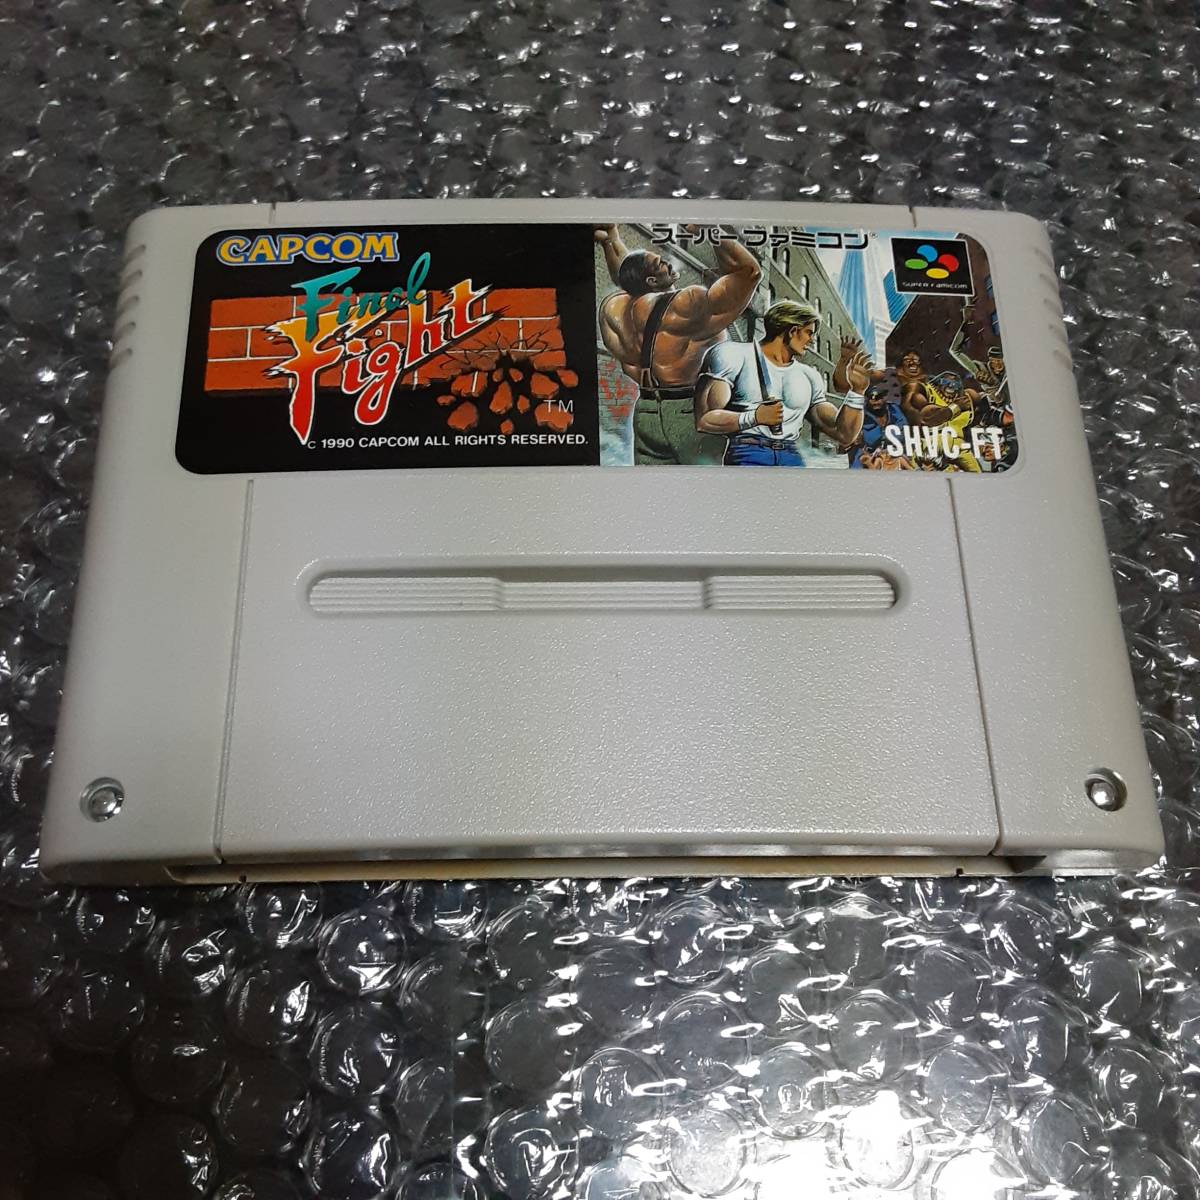 CAPCOM
Final
Fight
TM
C 1990 CAPCOM ALL RIGHTS RESERVED.
スーパーファミコン®
SUPER FAMICOM
SHVC-FT